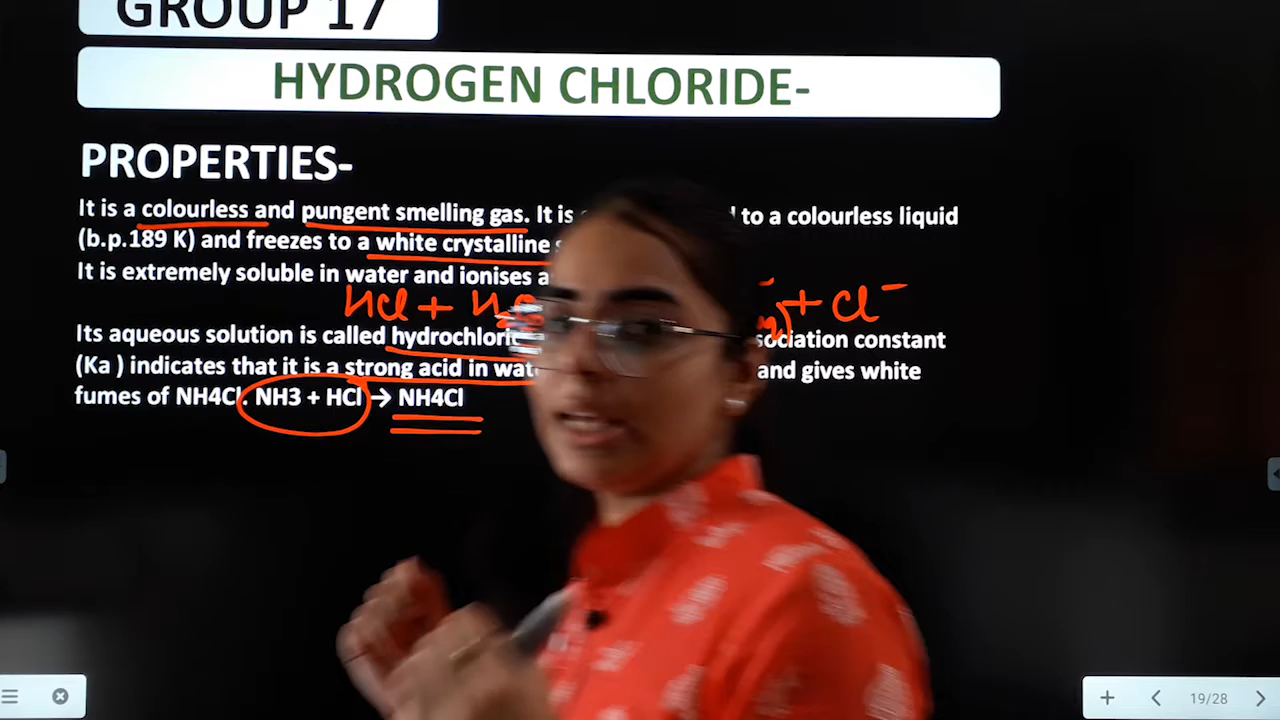 GROUP 17
HYDROGEN CHLORIDE-
PROPERTIES-
It is a colourless and pungent smelling gas. It is to a colourless liquid
(b.p.189 K) and freezes to a white crystalline
It is extremely soluble in water and ionises
HCl + + Cl⁻
Its aqueous solution is called constant
(Ka ) indicates that it is a strong acid in and gives white
fumes of NH4Cl. NH3 + HCl → NH4Cl
19/28